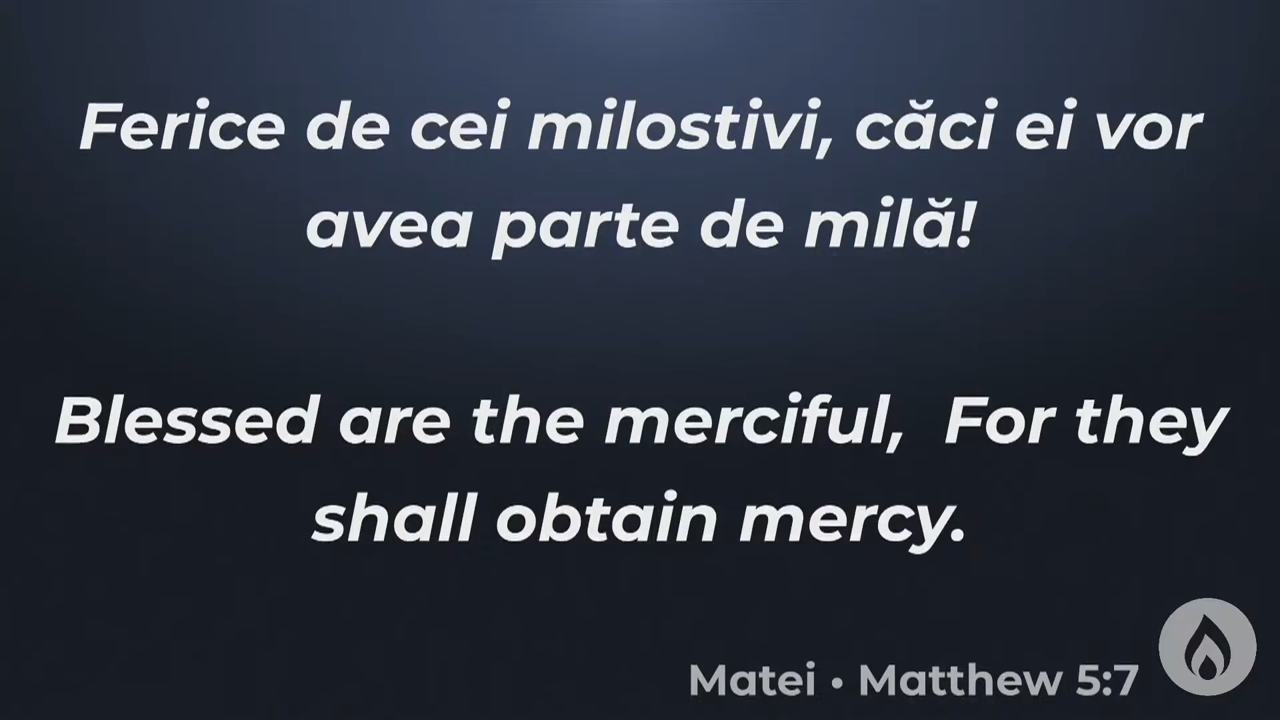 Ferice de cei milostivi, căci ei vor
avea parte de milă!
Blessed are the merciful,  For they
shall obtain mercy.
Matei • Matthew 5:7